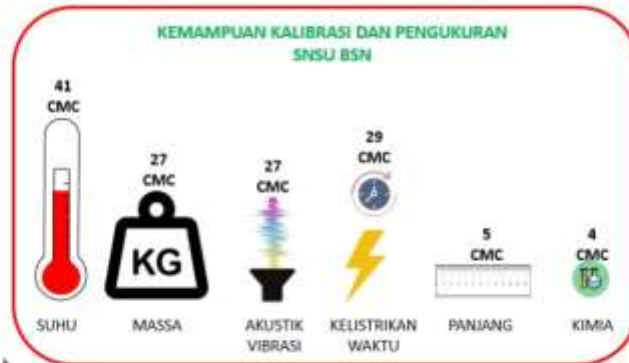 KEMAMPUAN KALIBRASI DAN PENGUKURAN
SNSU BSN
41
CMC
27
CMC
27
CMC
29
CMC
5
CMC
4
CMC
KG
SUHU
MASSA
AKUSTIK
VIBRASI
KELISTRIKAN
WAKTU
PANJANG
KIMIA